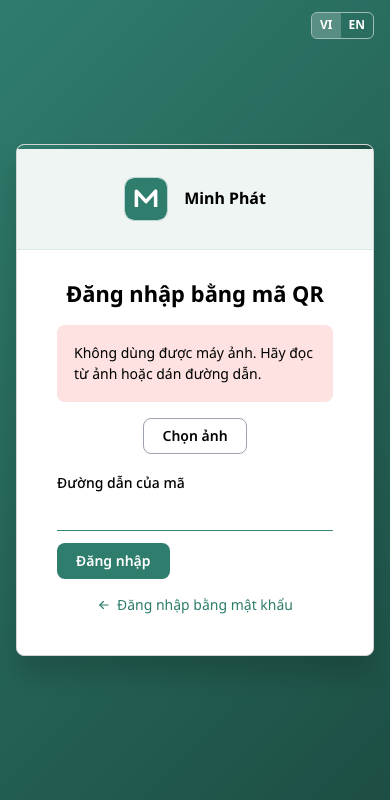 VI EN
Minh Phát
Đăng nhập bằng mã QR
Không dùng được máy ảnh. Hãy đọc
từ ảnh hoặc dán đường dẫn.
Chọn ảnh
Đường dẫn của mã
Đăng nhập
← Đăng nhập bằng mật khẩu